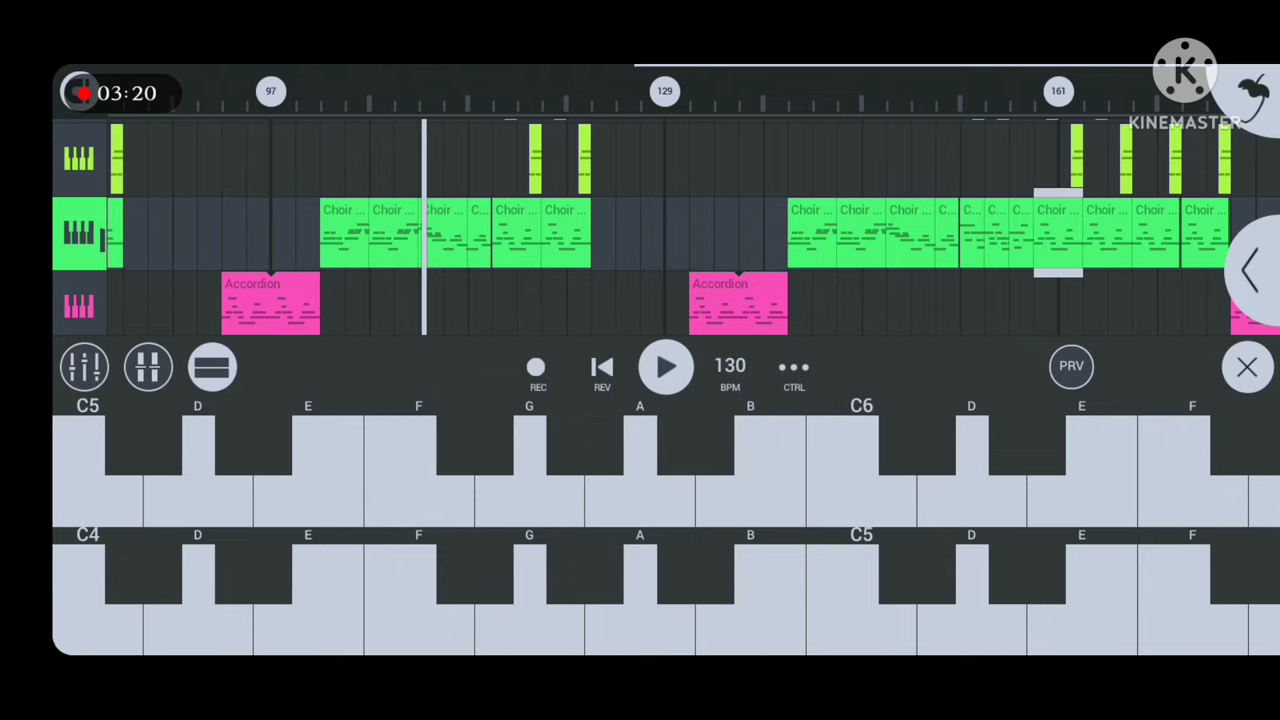 03:20
97
129
161
K
KINEMASTER
Choir ...
Choir ...
Choir ...
C...
Choir ...
Choir ...
Choir ...
Choir ...
Choir ...
C...
C...
C...
C...
Choir ...
Choir ...
Choir ...
Choir ...
Accordion
Accordion
130
PRV
REC
REV
BPM
CTRL
C5 D E F G A B C6 D E F
C4 D E F G A B C5 D E F